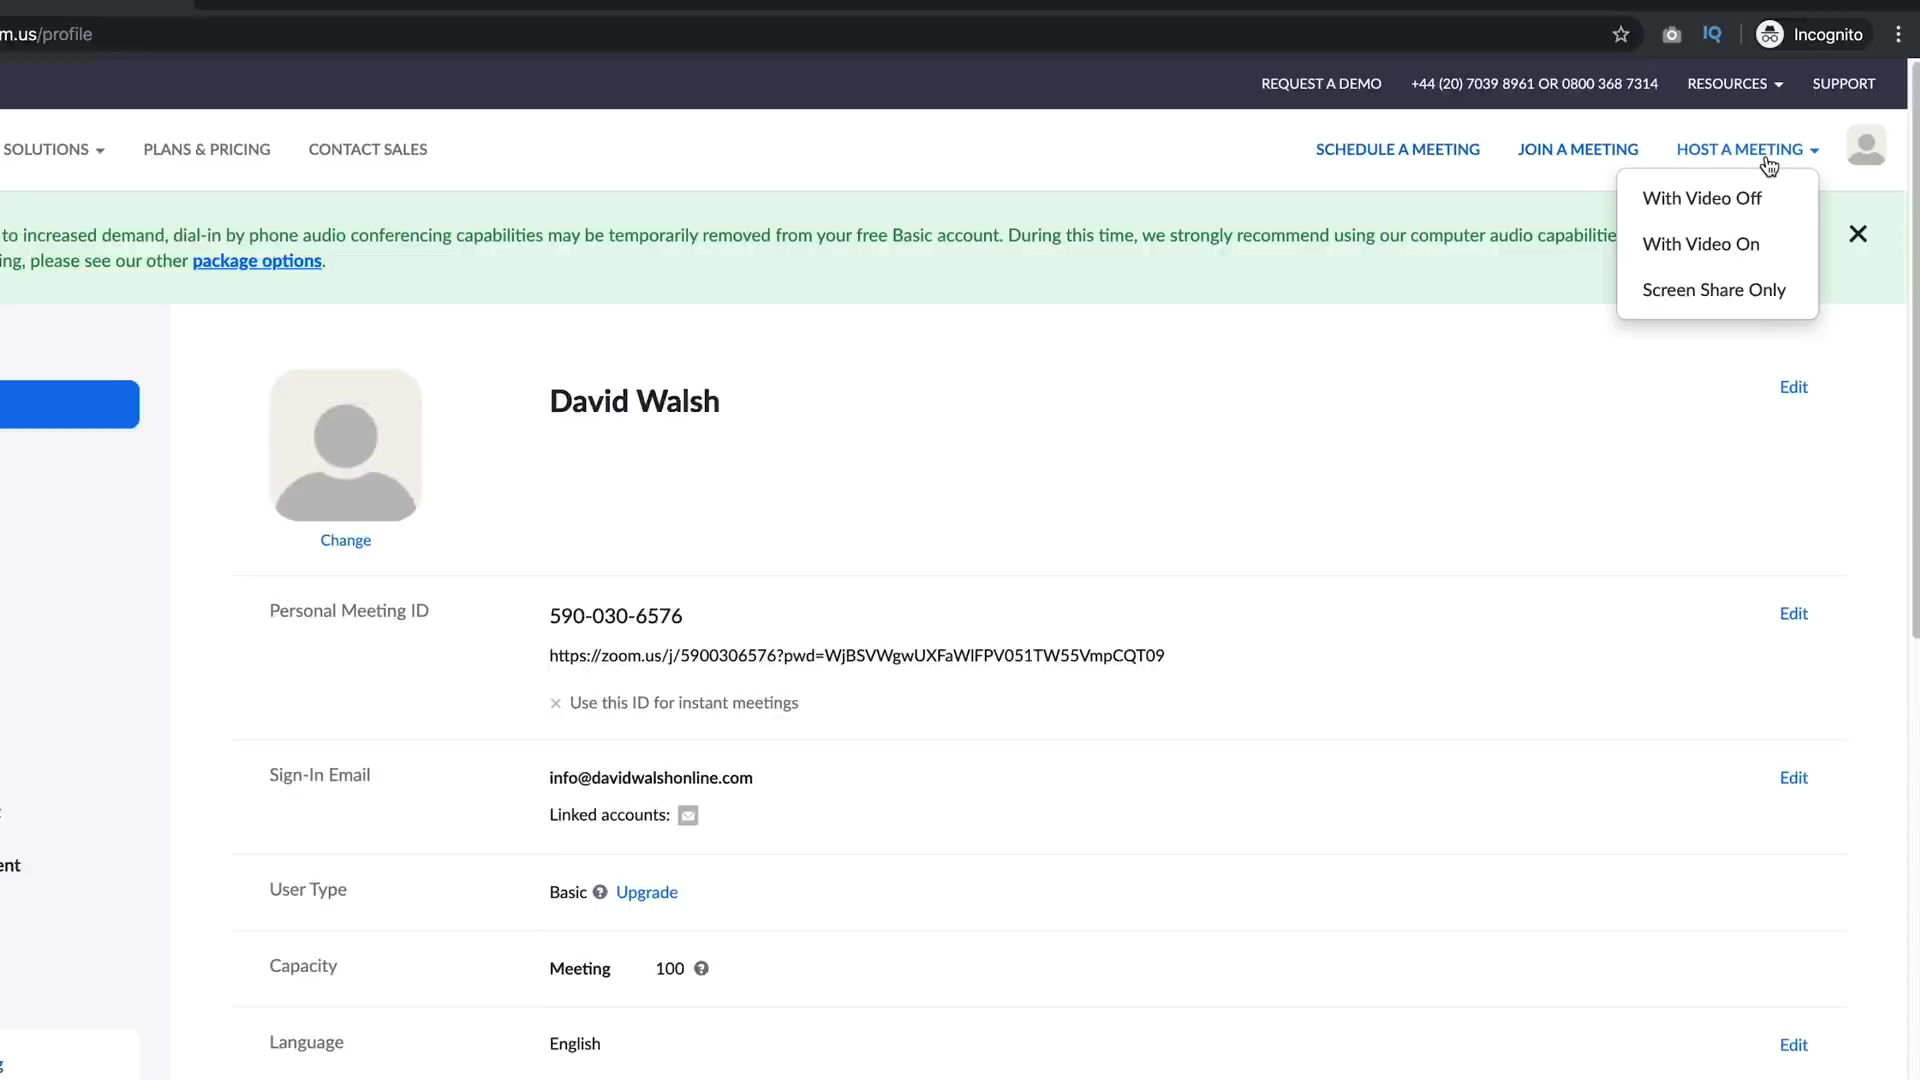 m.us/profile
IQ
Incognito
REQUEST A DEMO
+44 (20) 7039 8961 OR 0800 368 7314
RESOURCES
SUPPORT
SOLUTIONS
PLANS & PRICING
CONTACT SALES
SCHEDULE A MEETING
JOIN A MEETING
HOST A MEETING
With Video Off
With Video On
Screen Share Only
to increased demand, dial-in by phone audio conferencing capabilities may be temporarily removed from your free Basic account. During this time, we strongly recommend using our computer audio capabilitie
ing, please see our other package options.
David Walsh
Edit
Change
Personal Meeting ID
590-030-6576
Edit
https://zoom.us/j/5900306576?pwd=WjBSVWgwUXFaWlFPV051TW55VmpCQT09
× Use this ID for instant meetings
Sign-In Email
info@davidwalshonline.com
Edit
Linked accounts:
ent
User Type
Basic ? Upgrade
Capacity
Meeting 100 ?
Language
English
Edit